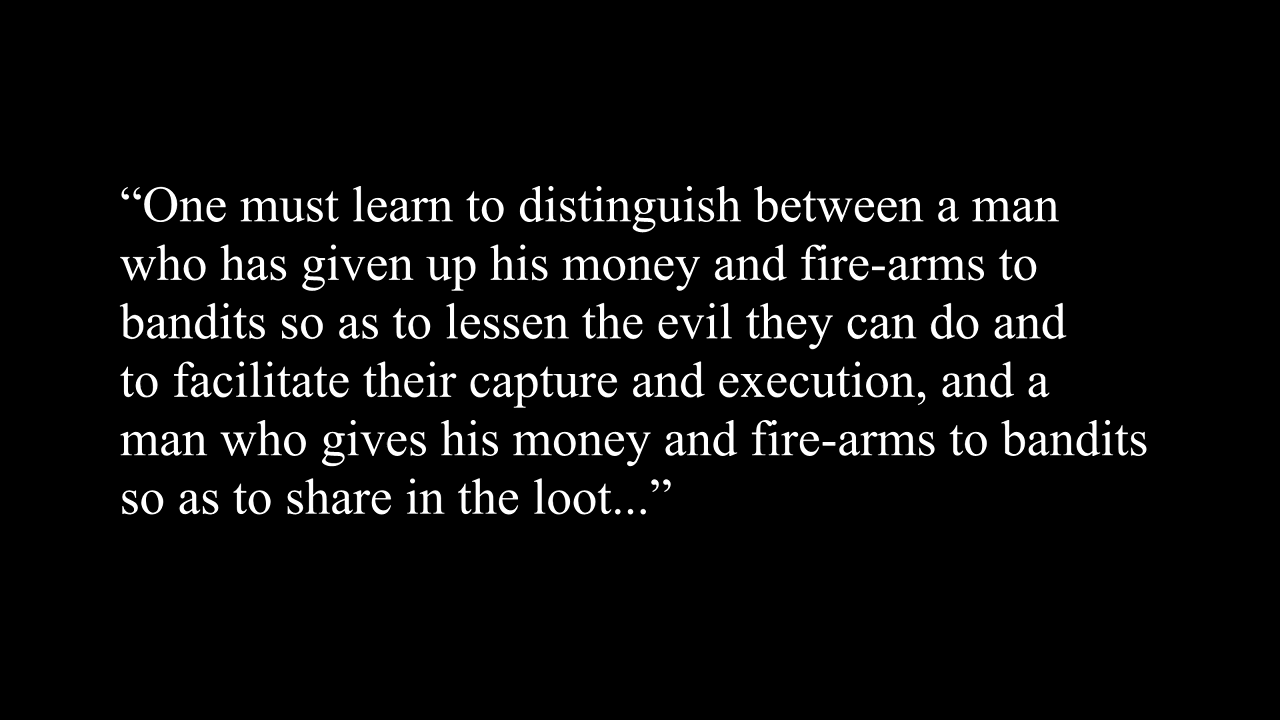 “One must learn to distinguish between a man
who has given up his money and fire-arms to
bandits so as to lessen the evil they can do and
to facilitate their capture and execution, and a
man who gives his money and fire-arms to bandits
so as to share in the loot...”